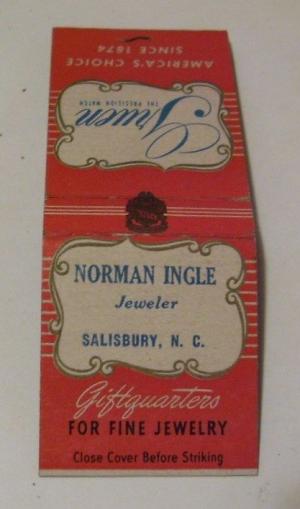 AMERICA'S CHOICE
SINCE 1874
Gruen
THE PRECISION WATCH
NORMAN INGLE
Jeweler
SALISBURY, N. C.
Giftquarters
FOR FINE JEWELRY
Close Cover Before Striking